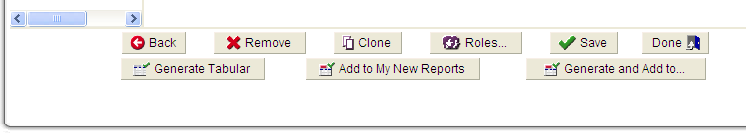 Back Remove Clone Roles... Save Done
Generate Tabular Add to My New Reports Generate and Add to...